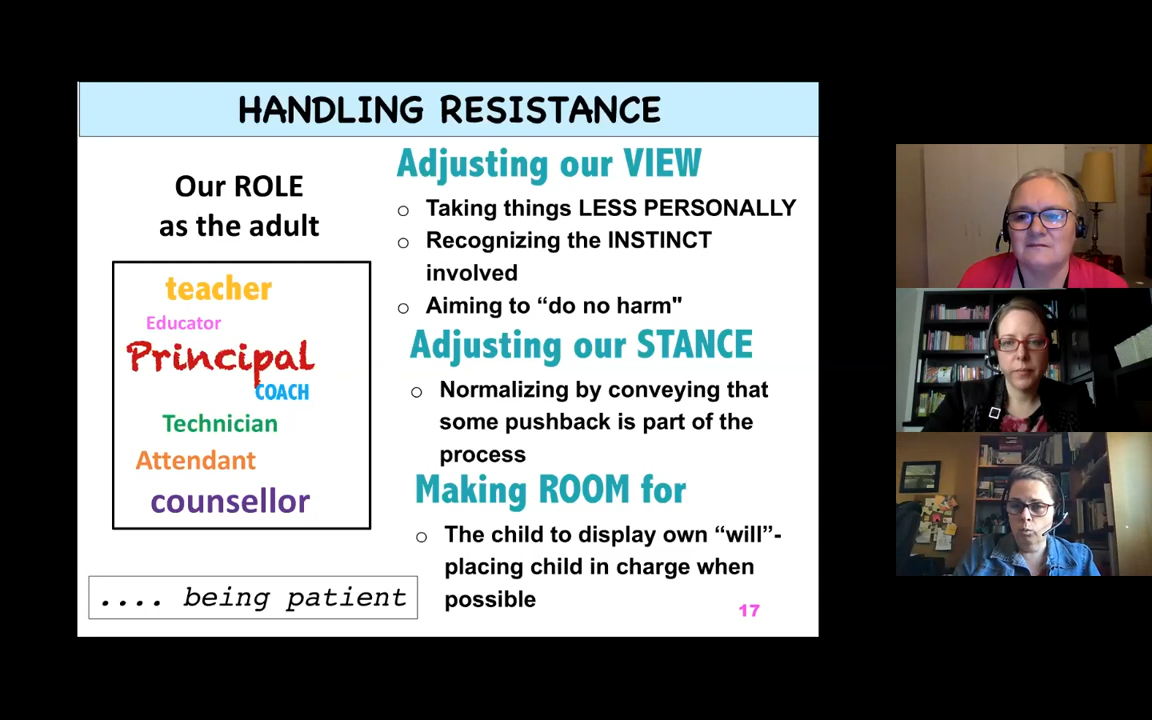 HANDLING RESISTANCE
Our ROLE
as the adult
teacher
Educator
Principal
COACH
Technician
Attendant
counsellor
.... being patient
Adjusting our VIEW
o Taking things LESS PERSONALLY
o Recognizing the INSTINCT
involved
o Aiming to “do no harm"
Adjusting our STANCE
o Normalizing by conveying that
some pushback is part of the
process
Making ROOM for
o The child to display own “will”-
placing child in charge when
possible
17